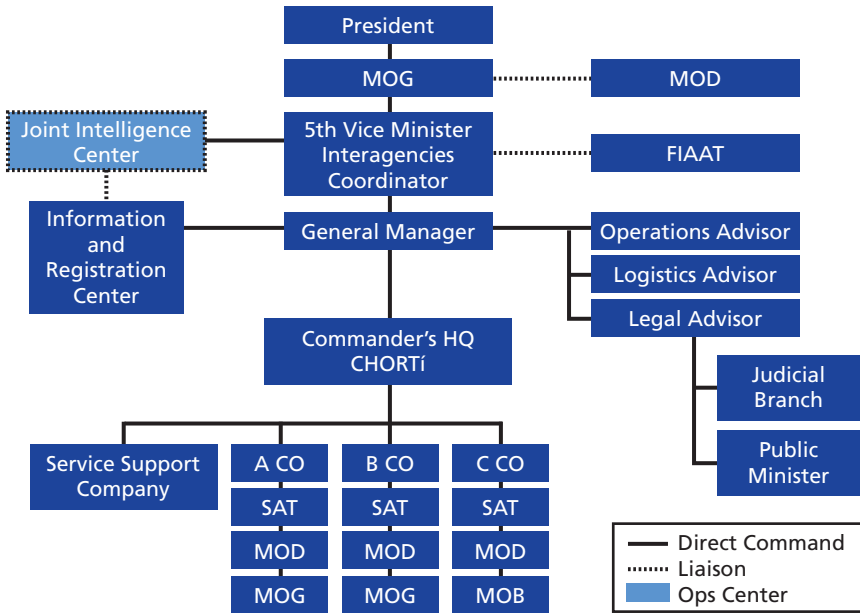 President
MOG
MOD
Joint Intelligence
Center
5th Vice Minister
Interagencies
Coordinator
FIAAT
Information
and
Registration
Center
General Manager
Operations Advisor
Logistics Advisor
Legal Advisor
Commander's HQ
CHORTí
Judicial
Branch
Public
Minister
Service Support
Company
A CO
B CO
C CO
SAT
SAT
SAT
MOD
MOD
MOD
MOG
MOG
MOB
Direct Command
Liaison
Ops Center